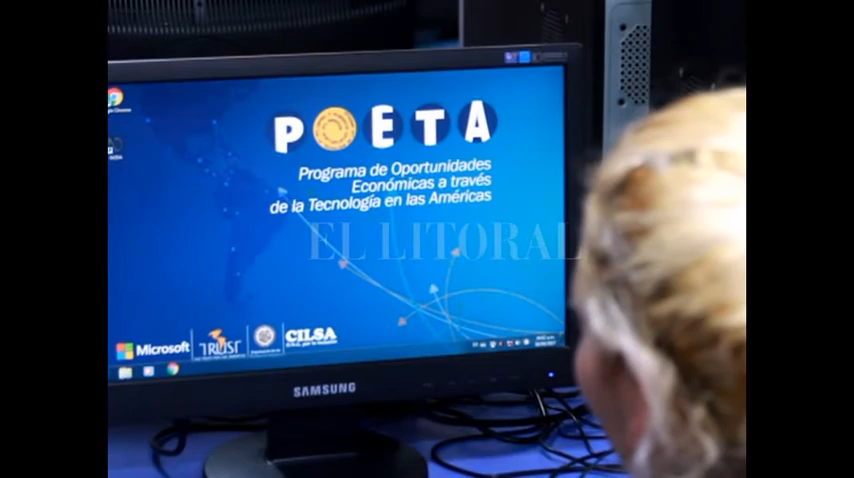 POETA
Programa de Oportunidades
Económicas a través
de la Tecnología en las Américas
EL LITORAL
Microsoft
TRUST
CILSA
SAMSUNG